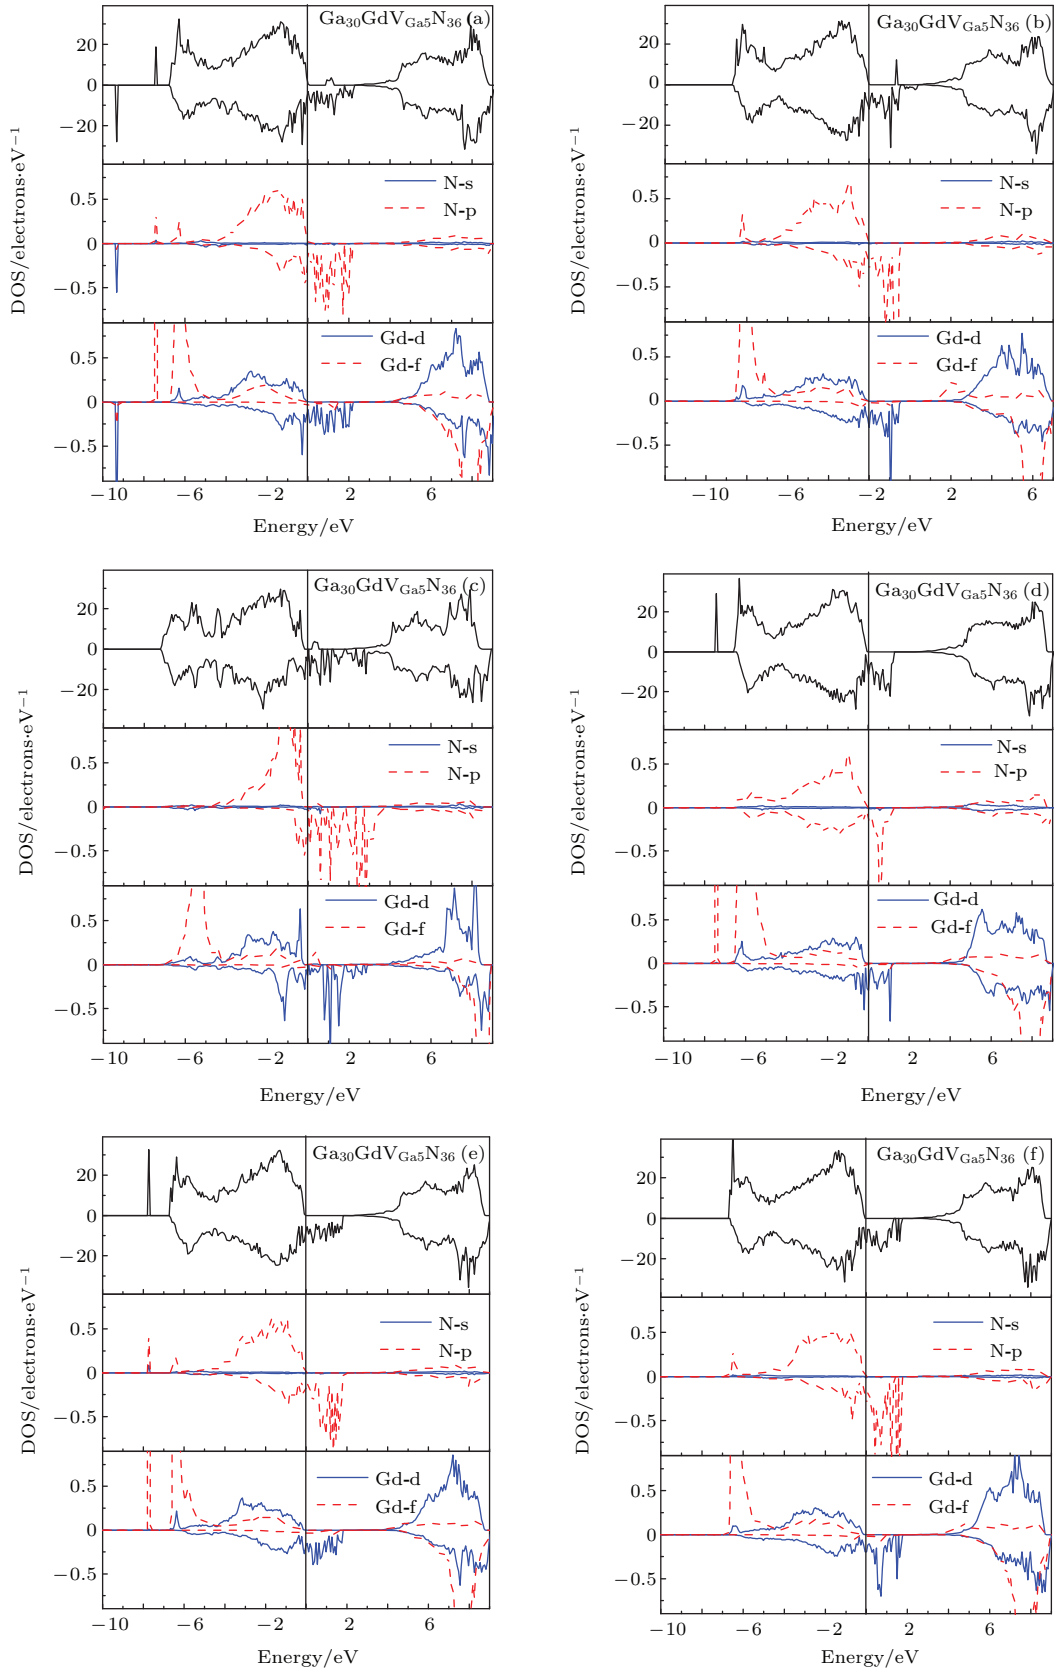 Ga30GdVGa5N36 (a)
20
0
−20
0.5
0
−0.5
N-s
N-p
0.5
0
−0.5
Gd-d
Gd-f
−10
−6
−2
2
6
Energy/eV
DOS/electrons·eV−1
Ga30GdVGa5N36 (b)
20
0
−20
0.5
0
−0.5
N-s
N-p
0.5
0
−0.5
Gd-d
Gd-f
−10
−6
−2
2
6
Energy/eV
DOS/electrons·eV−1
Ga30GdVGa5N36 (c)
20
0
−20
0.5
0
−0.5
N-s
N-p
0.5
0
−0.5
Gd-d
Gd-f
−10
−6
−2
2
6
Energy/eV
DOS/electrons·eV−1
Ga30GdVGa5N36 (d)
20
0
−20
0.5
0
−0.5
N-s
N-p
0.5
0
−0.5
Gd-d
Gd-f
−10
−6
−2
2
6
Energy/eV
DOS/electrons·eV−1
Ga30GdVGa5N36 (e)
20
0
−20
0.5
0
−0.5
N-s
N-p
0.5
0
−0.5
Gd-d
Gd-f
−10
−6
−2
2
6
Energy/eV
DOS/electrons·eV−1
Ga30GdVGa5N36 (f)
20
0
−20
0.5
0
−0.5
N-s
N-p
0.5
0
−0.5
Gd-d
Gd-f
−10
−6
−2
2
6
Energy/eV
DOS/electrons·eV−1